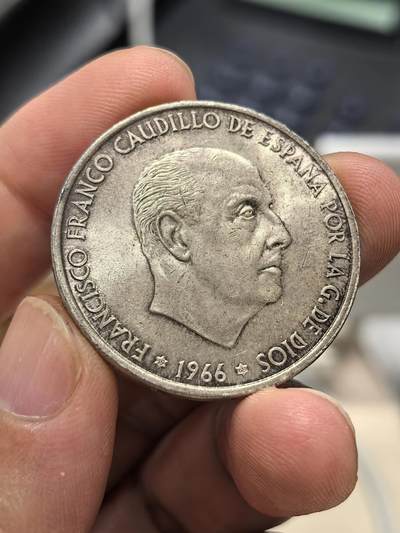 FRANCISCO FRANCO CAUDILLO DE ESPAÑA POR LA G. DE DIOS
* 1966 *